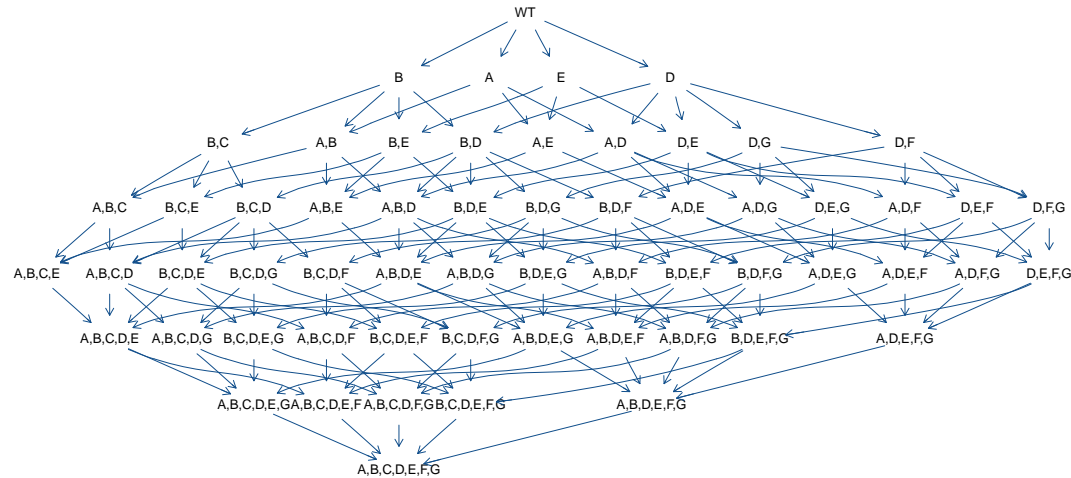 WT
B A E D
B,C A,B B,E B,D A,E A,D D,E D,G D,F
A,B,C B,C,E B,C,D A,B,E A,B,D B,D,E B,D,G B,D,F A,D,E A,D,G D,E,G A,D,F D,E,F D,F,G
A,B,C,E A,B,C,D B,C,D,E B,C,D,G B,C,D,F A,B,D,E A,B,D,G B,D,E,G A,B,D,F B,D,E,F B,D,F,G A,D,E,G A,D,E,F A,D,F,G D,E,F,G
A,B,C,D,E A,B,C,D,G B,C,D,E,G A,B,C,D,F B,C,D,E,F B,C,D,F,G A,B,D,E,G A,B,D,E,F A,B,D,F,G B,D,E,F,G A,D,E,F,G
A,B,C,D,E,G A,B,C,D,E,F A,B,C,D,F,G B,C,D,E,F,G A,B,D,E,F,G
A,B,C,D,E,F,G